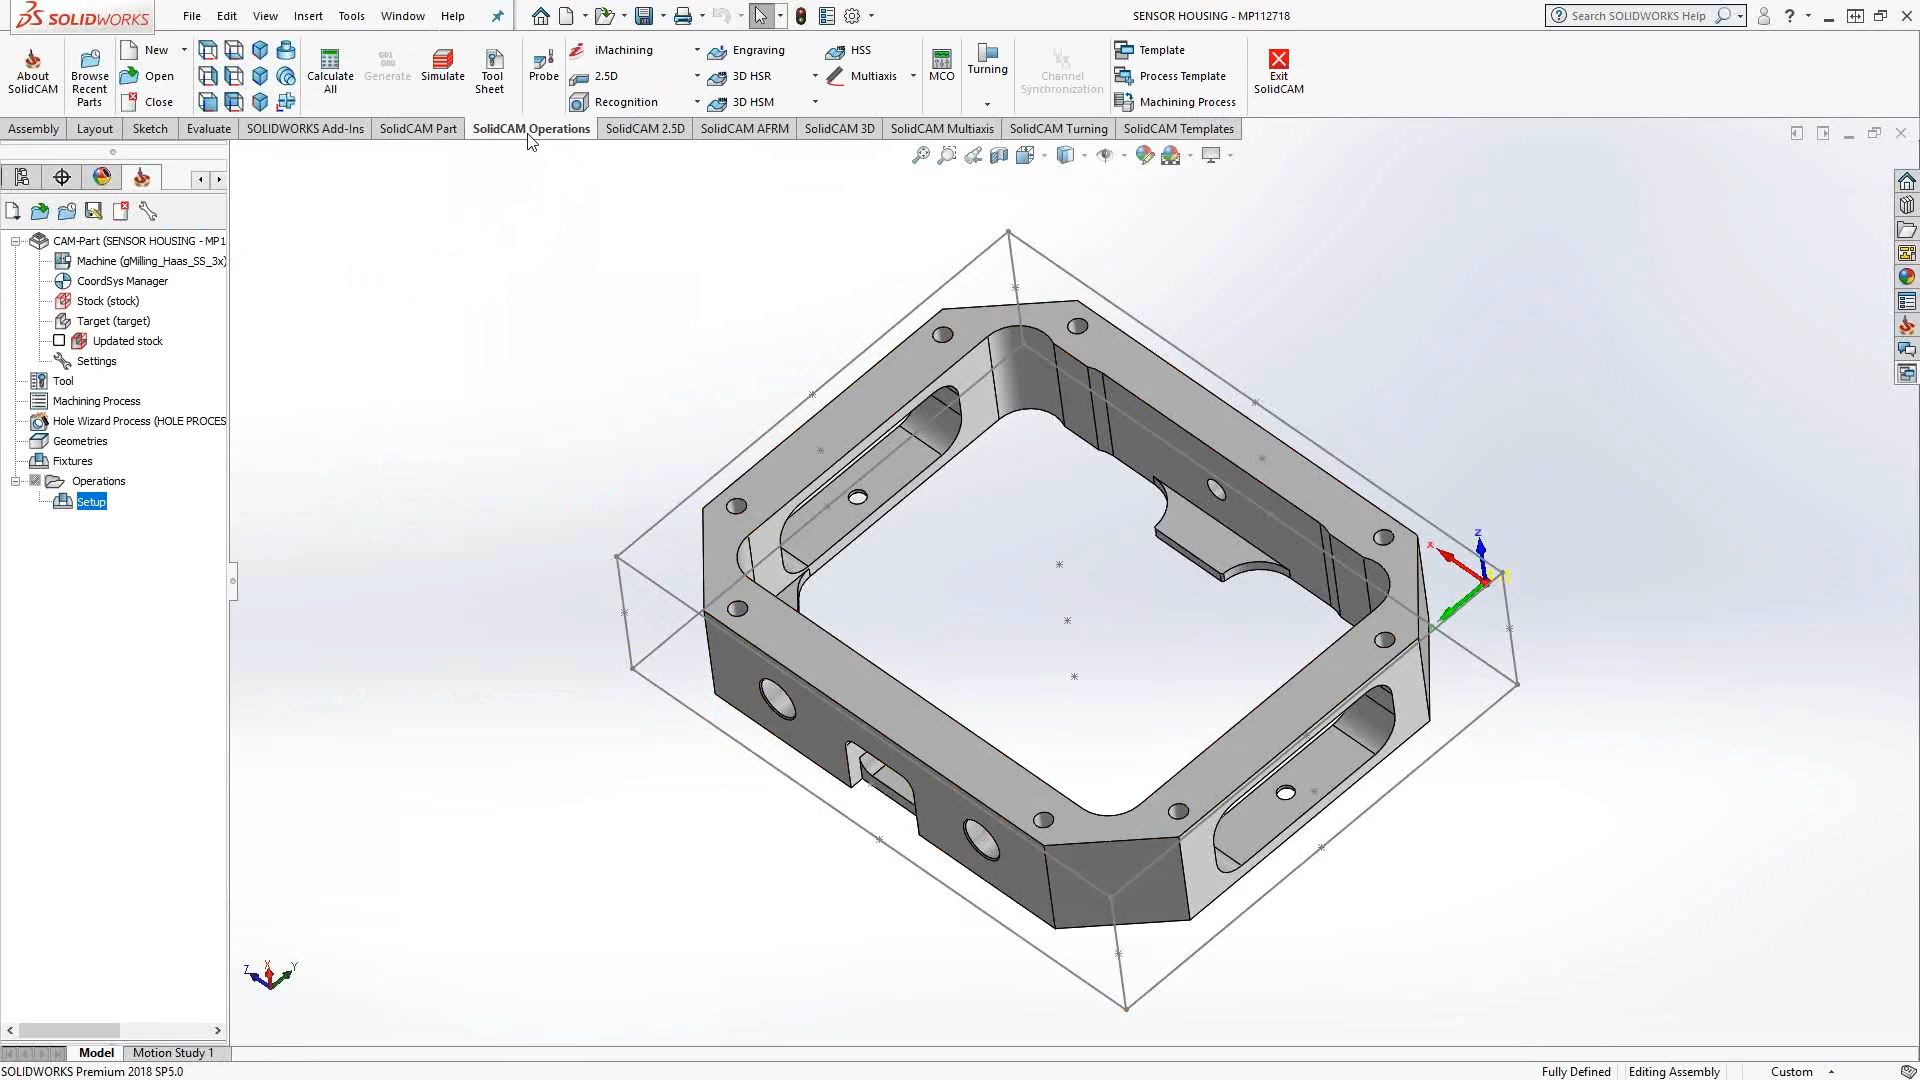 SOLIDWORKS File Edit View Insert Tools Window Help SENSOR HOUSING - MP112718 Search SOLIDWORKS Help
About SolidCAM
Browse Recent Parts
New
Open
Close
Calculate All
G01 G00 Generate
Simulate
Tool Sheet
Probe
iMachining
2.5D
Recognition
Engraving
3D HSR
3D HSM
HSS
Multiaxis
MCO
Turning
Channel Synchronization
Template
Process Template
Machining Process
Exit SolidCAM
Assembly Layout Sketch Evaluate SOLIDWORKS Add-Ins SolidCAM Part SolidCAM Operations SolidCAM 2.5D SolidCAM AFRM SolidCAM 3D SolidCAM Multiaxis SolidCAM Turning SolidCAM Templates
CAM-Part (SENSOR HOUSING - MP1
Machine (gMilling_Haas_SS_3x)
CoordSys Manager
Stock (stock)
Target (target)
Updated stock
Settings
Tool
Machining Process
Hole Wizard Process (HOLE PROCES
Geometries
Fixtures
Operations
Setup
Z
X
Z X Y
Model Motion Study 1
SOLIDWORKS Premium 2018 SP5.0 Fully Defined Editing Assembly Custom